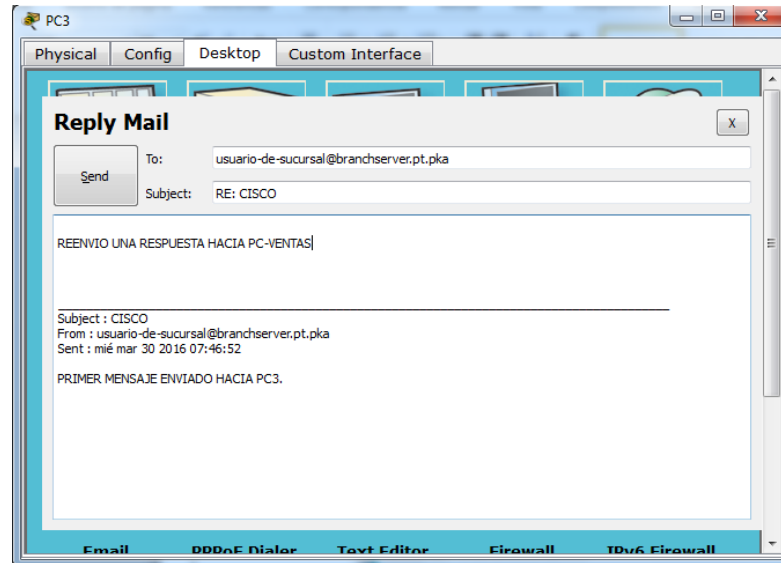 PC3
Physical Config Desktop Custom Interface
Reply Mail
X
Send
To: usuario-de-sucursal@branchserver.pt.pka
Subject: RE: CISCO
REENVIO UNA RESPUESTA HACIA PC-VENTAS
Subject : CISCO
From : usuario-de-sucursal@branchserver.pt.pka
Sent : mié mar 30 2016 07:46:52
PRIMER MENSAJE ENVIADO HACIA PC3.
Email PPPoE Dialer Text Editor Firewall IPv6 Firewall